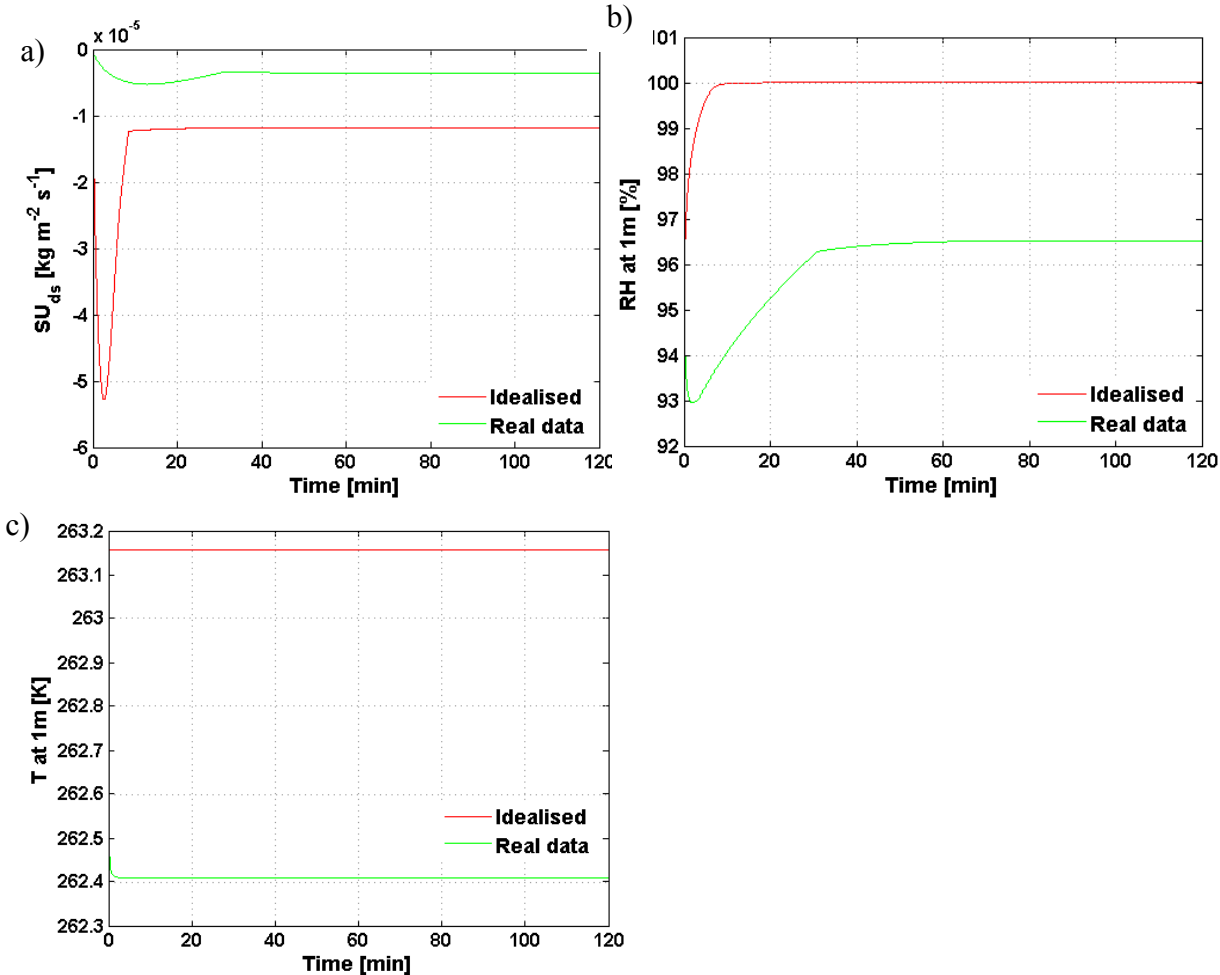 a)
x 10^-5
0
-1
-2
-3
-4
-5
-6
SU_ds [kg m^-2 s^-1]
0 20 40 60 80 100 120
Time [min]
Idealised
Real data
b)
101
100
99
98
97
96
95
94
93
92
RH at 1m [%]
0 20 40 60 80 100 120
Time [min]
Idealised
Real data
c)
263.2
263.1
263
262.9
262.8
262.7
262.6
262.5
262.4
262.3
T at 1m [K]
0 20 40 60 80 100 120
Time [min]
Idealised
Real data